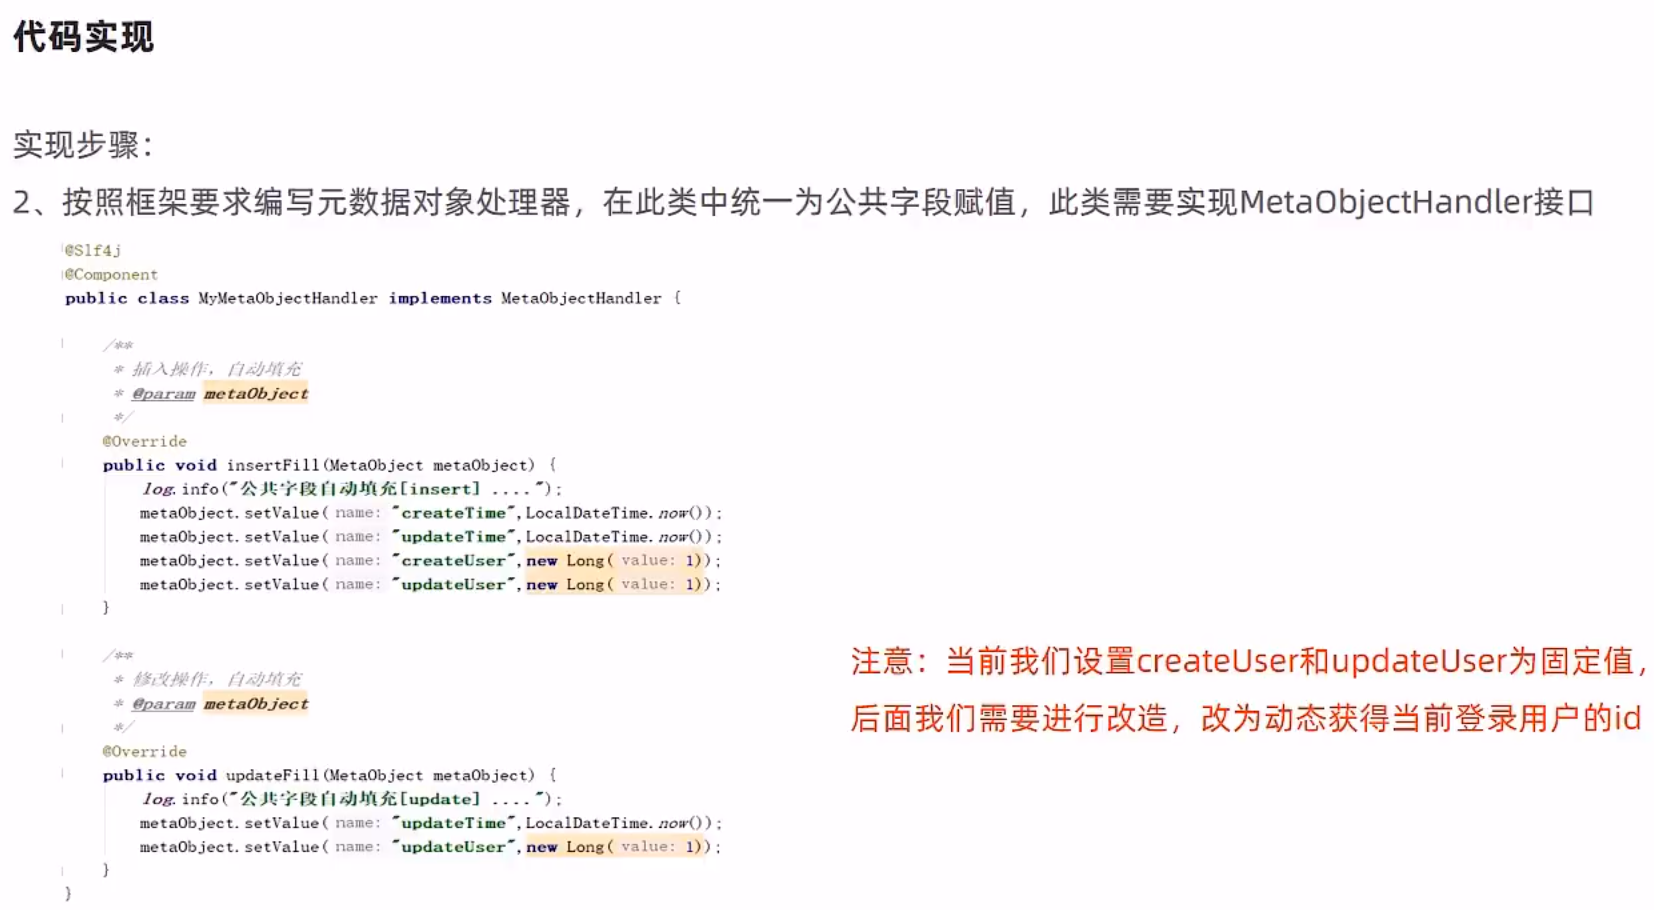 代码实现
实现步骤：
2、按照框架要求编写元数据对象处理器，在此类中统一为公共字段赋值，此类需要实现MetaObjectHandler接口
@Slf4j
@Component
public class MyMetaObjectHandler implements MetaObjectHandler {
/**
* 插入操作，自动填充
* @param metaObject
*/
@Override
public void insertFill(MetaObject metaObject) {
log.info("公共字段自动填充[insert] ....");
metaObject.setValue( name: "createTime",LocalDateTime.now());
metaObject.setValue( name: "updateTime",LocalDateTime.now());
metaObject.setValue( name: "createUser",new Long( value: 1));
metaObject.setValue( name: "updateUser",new Long( value: 1));
}
/**
* 修改操作，自动填充
* @param metaObject
*/
@Override
public void updateFill(MetaObject metaObject) {
log.info("公共字段自动填充[update] ....");
metaObject.setValue( name: "updateTime",LocalDateTime.now());
metaObject.setValue( name: "updateUser",new Long( value: 1));
}
}
注意：当前我们设置createUser和updateUser为固定值，
后面我们需要进行改造，改为动态获得当前登录用户的id